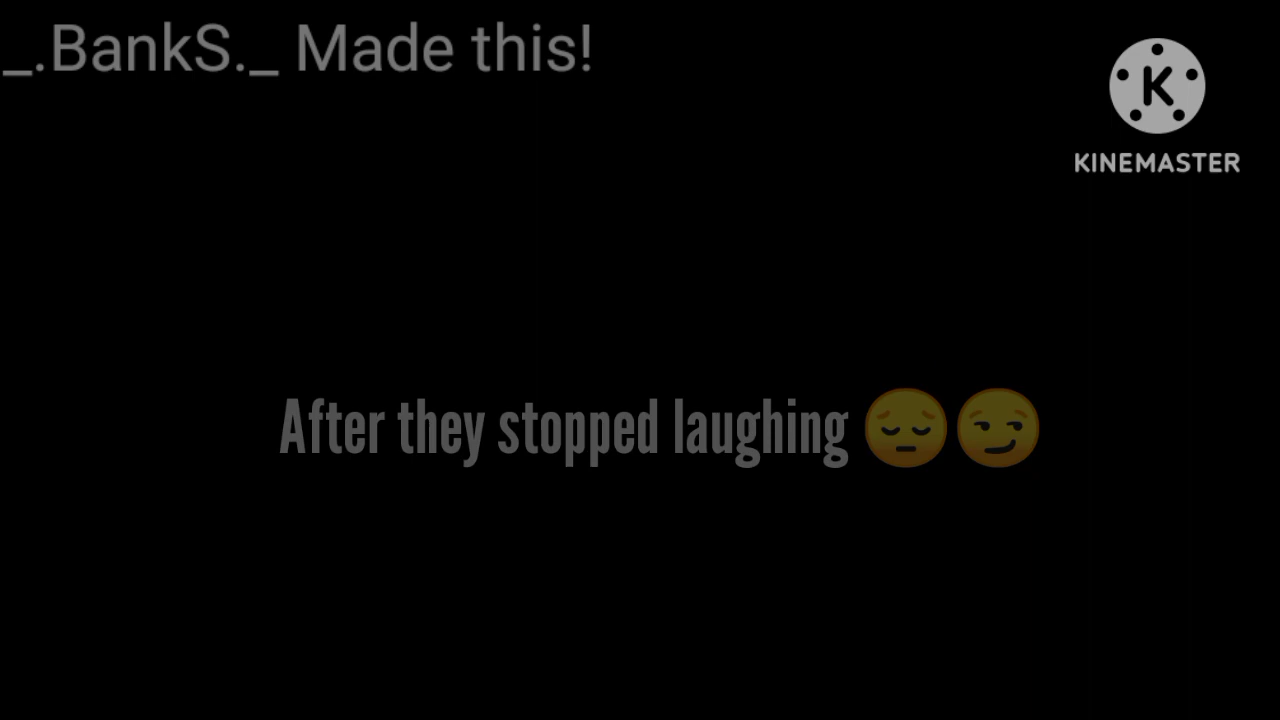 _.BankS._ Made this!
K
KINEMASTER
After they stopped laughing 😔😏